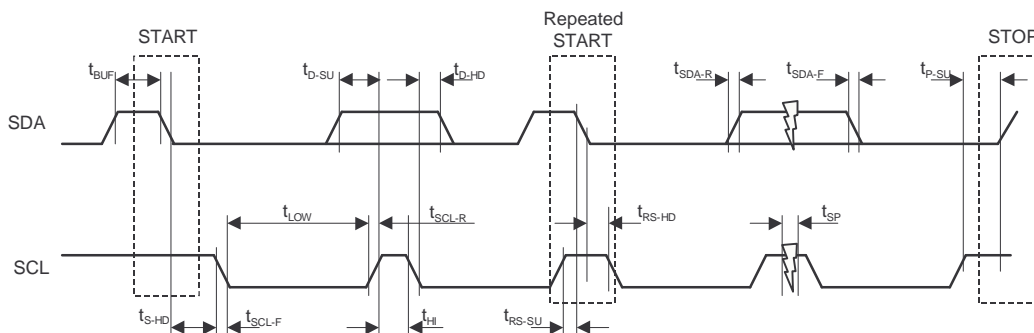 START
Repeated
START
STOP
tBUF
tD-SU
tD-HD
tSDA-R
tSDA-F
tP-SU
SDA
tLOW
tSCL-R
tRS-HD
tSP
SCL
tS-HD
tSCL-F
tHI
tRS-SU